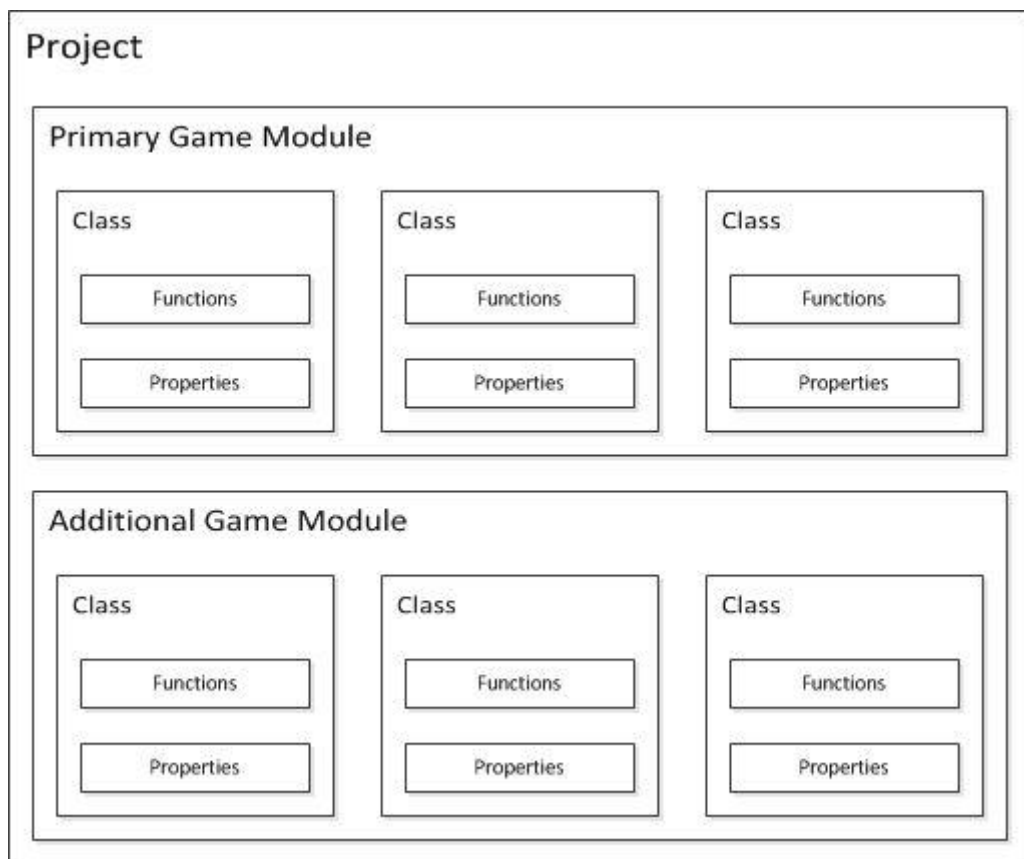 Project
Primary Game Module
Class Class Class
Functions Functions Functions
Properties Properties Properties
Additional Game Module
Class Class Class
Functions Functions Functions
Properties Properties Properties